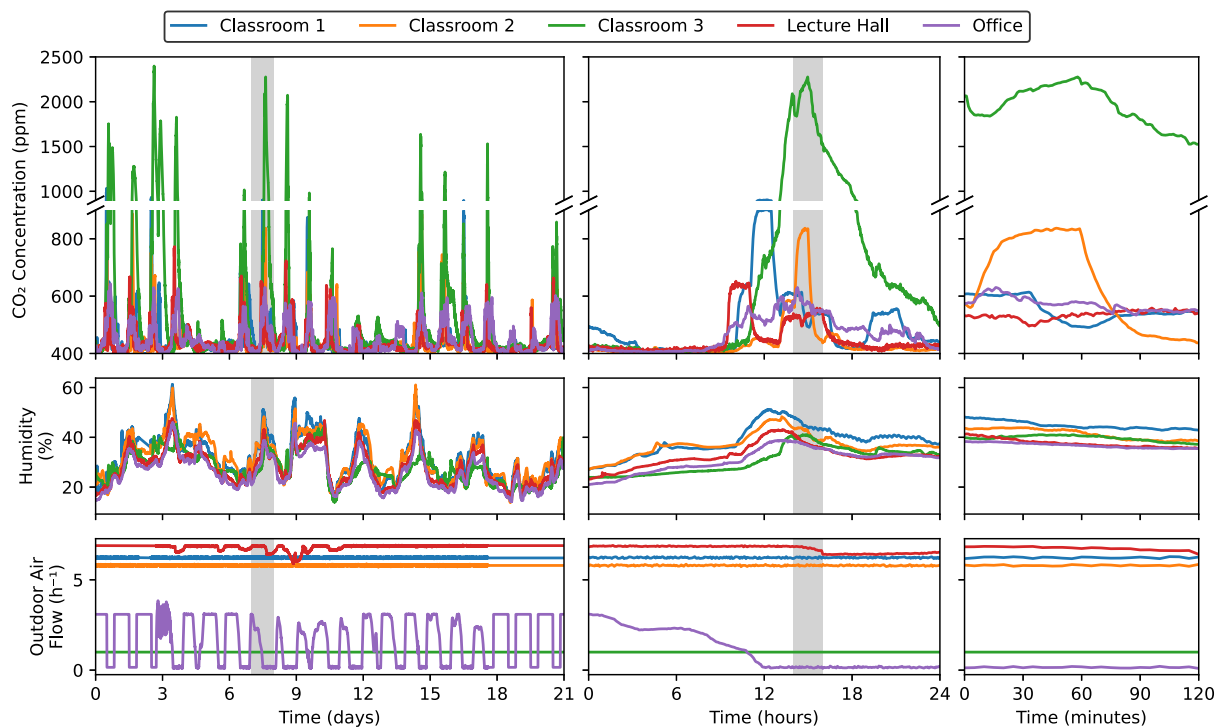 Classroom 1 Classroom 2 Classroom 3 Lecture Hall Office
CO₂ Concentration (ppm)
2500
2000
1500
1000
800
600
400
Humidity
(%)
60
40
20
Outdoor Air
Flow (h⁻¹)
5
0
0 3 6 9 12 15 18 21
Time (days)
0 6 12 18 24
Time (hours)
0 30 60 90 120
Time (minutes)